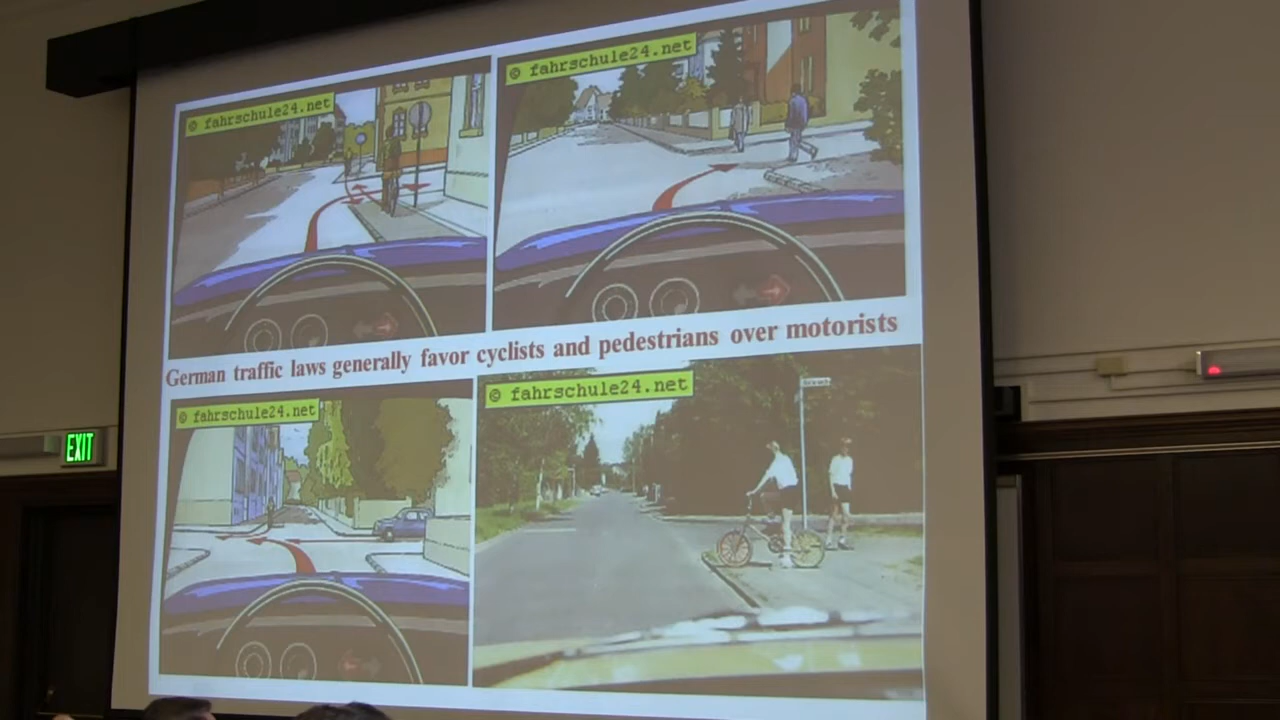 © fahrschule24.net
© fahrschule24.net
German traffic laws generally favor cyclists and pedestrians over motorists
© fahrschule24.net
© fahrschule24.net
EXIT